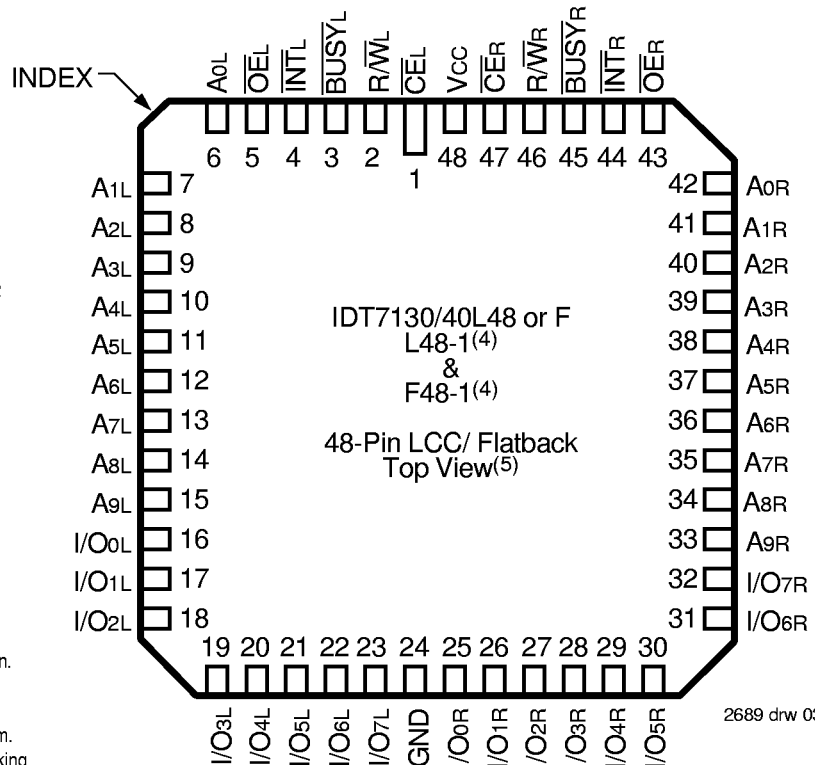 INDEX
A0L
OEL
INTL
BUSYL
R/WL
CEL
VCC
CER
R/WR
BUSYR
INTR
OER
6 5 4 3 2 1 48 47 46 45 44 43
A1L 7
A2L 8
A3L 9
A4L 10
A5L 11
A6L 12
A7L 13
A8L 14
A9L 15
I/O0L 16
I/O1L 17
I/O2L 18
42 A0R
41 A1R
40 A2R
39 A3R
38 A4R
37 A5R
36 A6R
35 A7R
34 A8R
33 A9R
32 I/O7R
31 I/O6R
IDT7130/40L48 or F
L48-1(4)
&
F48-1(4)
48-Pin LCC/ Flatback
Top View(5)
19 20 21 22 23 24 25 26 27 28 29 30
I/O3L
I/O4L
I/O5L
I/O6L
I/O7L
GND
I/O0R
I/O1R
I/O2R
I/O3R
I/O4R
I/O5R
2689 drw 03
n.
m.
king